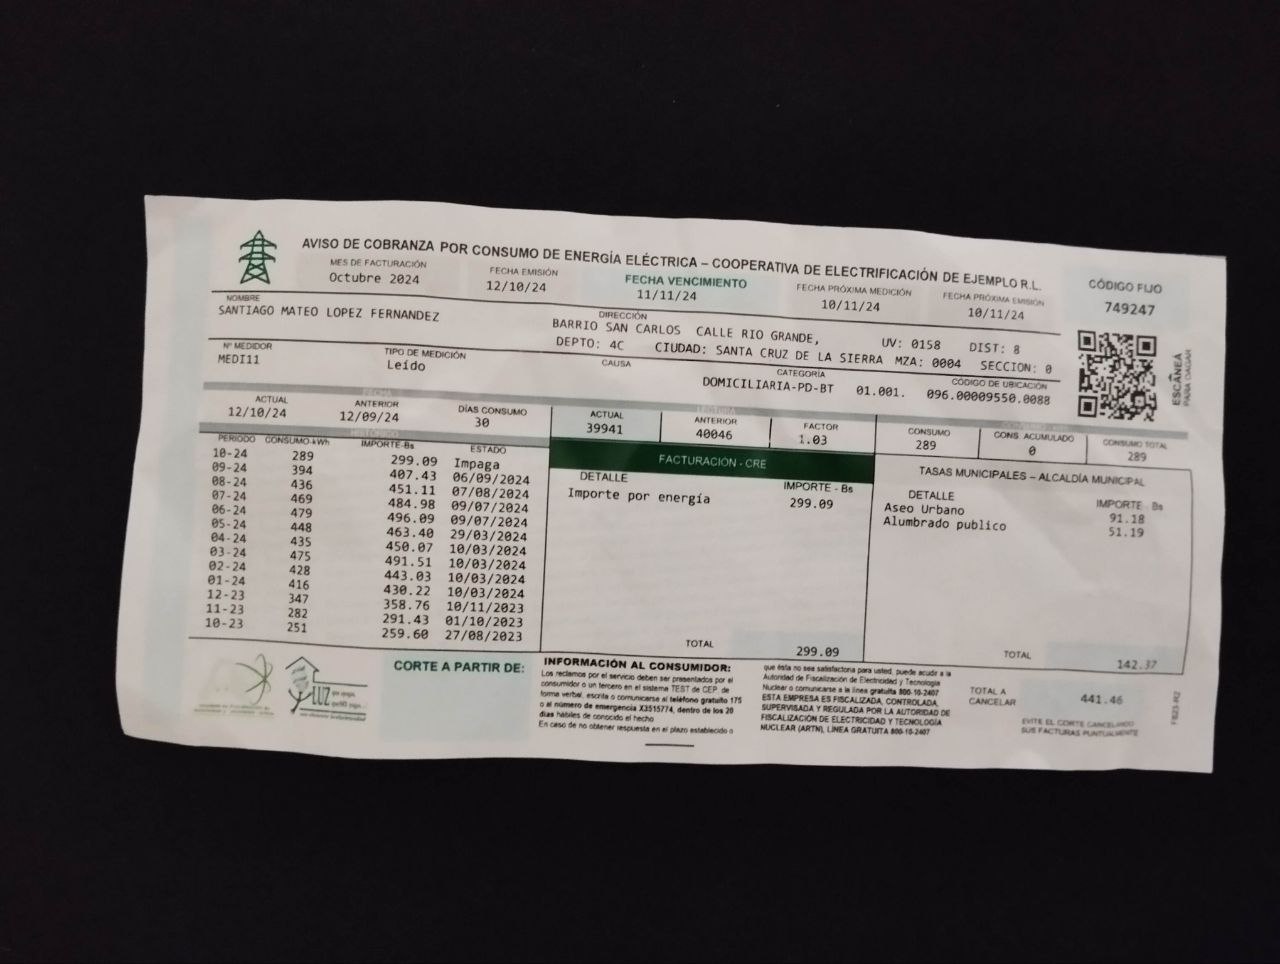 AVISO DE COBRANZA POR CONSUMO DE ENERGÍA ELÉCTRICA – COOPERATIVA DE ELECTRIFICACIÓN DE EJEMPLO R.L.
MES DE FACTURACIÓN FECHA EMISIÓN FECHA VENCIMIENTO FECHA PRÓXIMA MEDICIÓN FECHA PRÓXIMA EMISIÓN CÓDIGO FIJO
Octubre 2024 12/10/24 11/11/24 10/11/24 10/11/24 749247
NOMBRE DIRECCIÓN
SANTIAGO MATEO LOPEZ FERNANDEZ BARRIO SAN CARLOS CALLE RIO GRANDE, UV: 0158 DIST: 8
DEPTO: 4C CIUDAD: SANTA CRUZ DE LA SIERRA MZA: 0004 SECCION: 0
Nº MEDIDOR TIPO DE MEDICIÓN CAUSA CATEGORÍA CÓDIGO DE UBICACIÓN
MEDI11 Leído DOMICILIARIA-PD-BT 01.001. 096.00009550.0088
ESCANEA
PARA PAGAR
FECHA LECTURA
ACTUAL ANTERIOR DÍAS CONSUMO ACTUAL ANTERIOR FACTOR CONSUMO CONS. ACUMULADO CONSUMO TOTAL
12/10/24 12/09/24 30 39941 40046 1.03 289 0 289
HISTÓRICO
PERIODO CONSUMO-kWh IMPORTE-Bs ESTADO
10-24 289 299.09 Impaga
09-24 394 407.43 06/09/2024
08-24 436 451.11 07/08/2024
07-24 469 484.98 09/07/2024
06-24 479 496.09 09/07/2024
05-24 448 463.40 29/03/2024
04-24 435 450.07 10/03/2024
03-24 475 491.51 10/03/2024
02-24 428 443.03 10/03/2024
01-24 416 430.22 10/03/2024
12-23 347 358.76 10/11/2023
11-23 282 291.43 01/10/2023
10-23 251 259.60 27/08/2023
FACTURACIÓN - CRE
DETALLE IMPORTE - Bs
Importe por energía 299.09
TOTAL 299.09
TASAS MUNICIPALES – ALCALDÍA MUNICIPAL
DETALLE IMPORTE - Bs
Aseo Urbano 91.18
Alumbrado publico 51.19
TOTAL 142.37
LUZ
CORTE A PARTIR DE:
INFORMACIÓN AL CONSUMIDOR:
Los reclamos por el servicio deben ser presentados por el
consumidor o un tercero en el sistema TEST de CEP, de
forma verbal, escrita o comunicarse al teléfono gratuito 175
o al número de emergencia X3515774, dentro de los 20
días hábiles de conocido el hecho
En caso de no obtener respuesta en el plazo establecido o
que ésta no sea satisfactoria para usted, puede acudir a la
Autoridad de Fiscalización de Electricidad y Tecnología
Nuclear o comunicarse a la línea gratuita 800-10-2407
ESTA EMPRESA ES FISCALIZADA, CONTROLADA,
SUPERVISADA Y REGULADA POR LA AUTORIDAD DE
FISCALIZACIÓN DE ELECTRICIDAD Y TECNOLOGÍA
NUCLEAR (ARTN), LÍNEA GRATUITA 800-10-2407
TOTAL A
CANCELAR 441.46
EVITE EL CORTE CANCELANDO
SUS FACTURAS PUNTUALMENTE